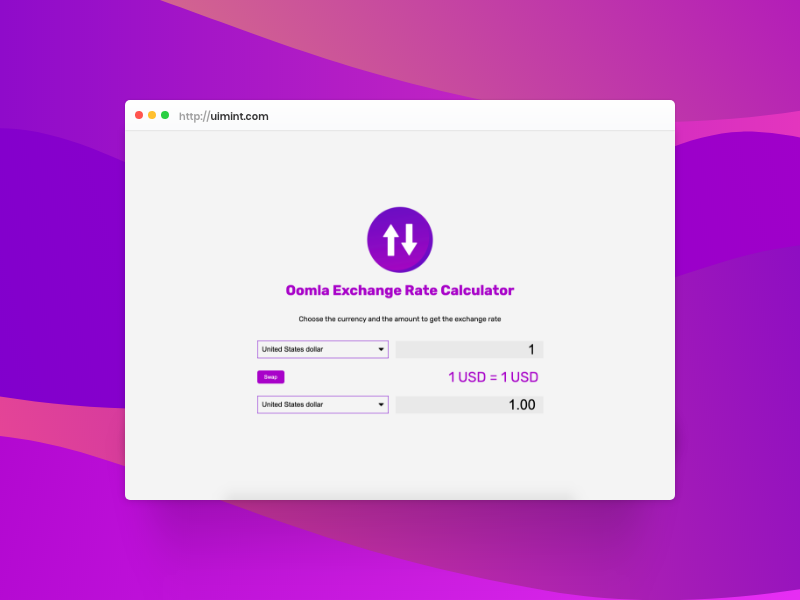 http://uimint.com
Oomla Exchange Rate Calculator
Choose the currency and the amount to get the exchange rate
United States dollar 1
Swap 1 USD = 1 USD
United States dollar 1.00